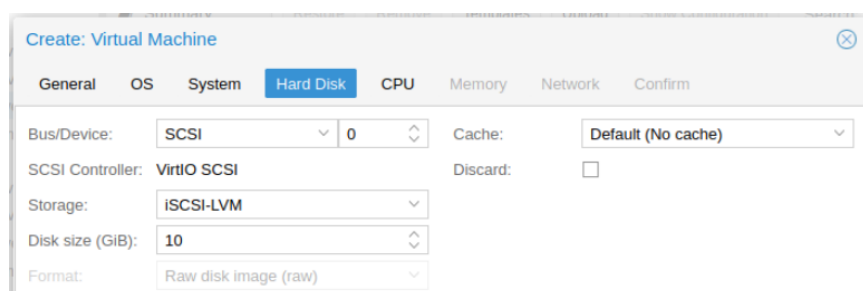 Create: Virtual Machine
General OS System Hard Disk CPU Memory Network Confirm
Bus/Device: SCSI 0 Cache: Default (No cache)
SCSI Controller: VirtIO SCSI Discard:
Storage: iSCSI-LVM
Disk size (GiB): 10
Format: Raw disk image (raw)